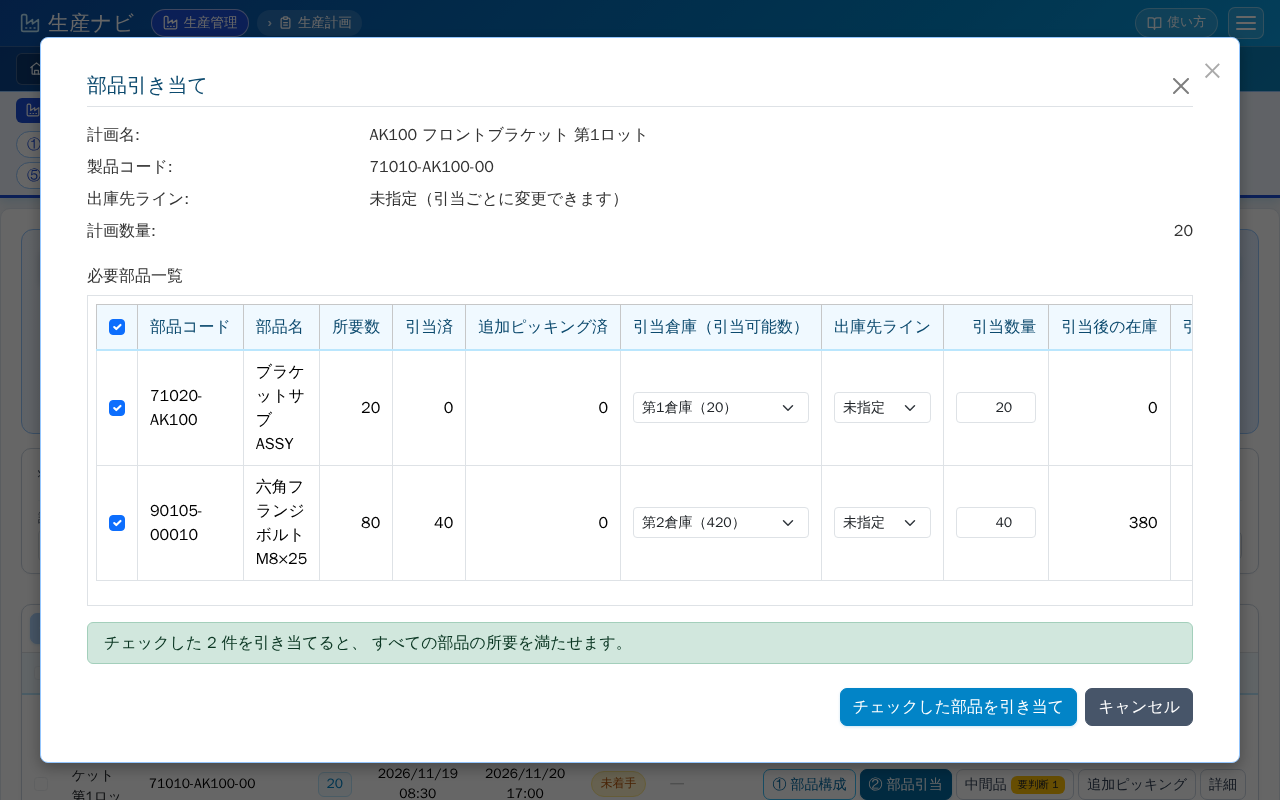 生産ナビ 生産管理 › 生産計画 使い方
部品引き当て
計画名: AK100 フロントブラケット 第1ロット
製品コード: 71010-AK100-00
出庫先ライン: 未指定（引当ごとに変更できます）
計画数量: 20
必要部品一覧
部品コード 部品名 所要数 引当済 追加ピッキング済 引当倉庫（引当可能数） 出庫先ライン 引当数量 引当後の在庫
71020-AK100 ブラケットサブ ASSY 20 0 0 第1倉庫（20） 未指定 20 0
90105-00010 六角フランジボルト M8×25 80 40 0 第2倉庫（420） 未指定 40 380
チェックした 2 件を引き当てると、 すべての部品の所要を満たせます。
チェックした部品を引き当て キャンセル
ケット 第1ロッ 71010-AK100-00 20 2026/11/19 08:30 2026/11/20 17:00 未着手 — ① 部品構成 ② 部品引当 中間品 要判断 1 追加ピッキング 詳細